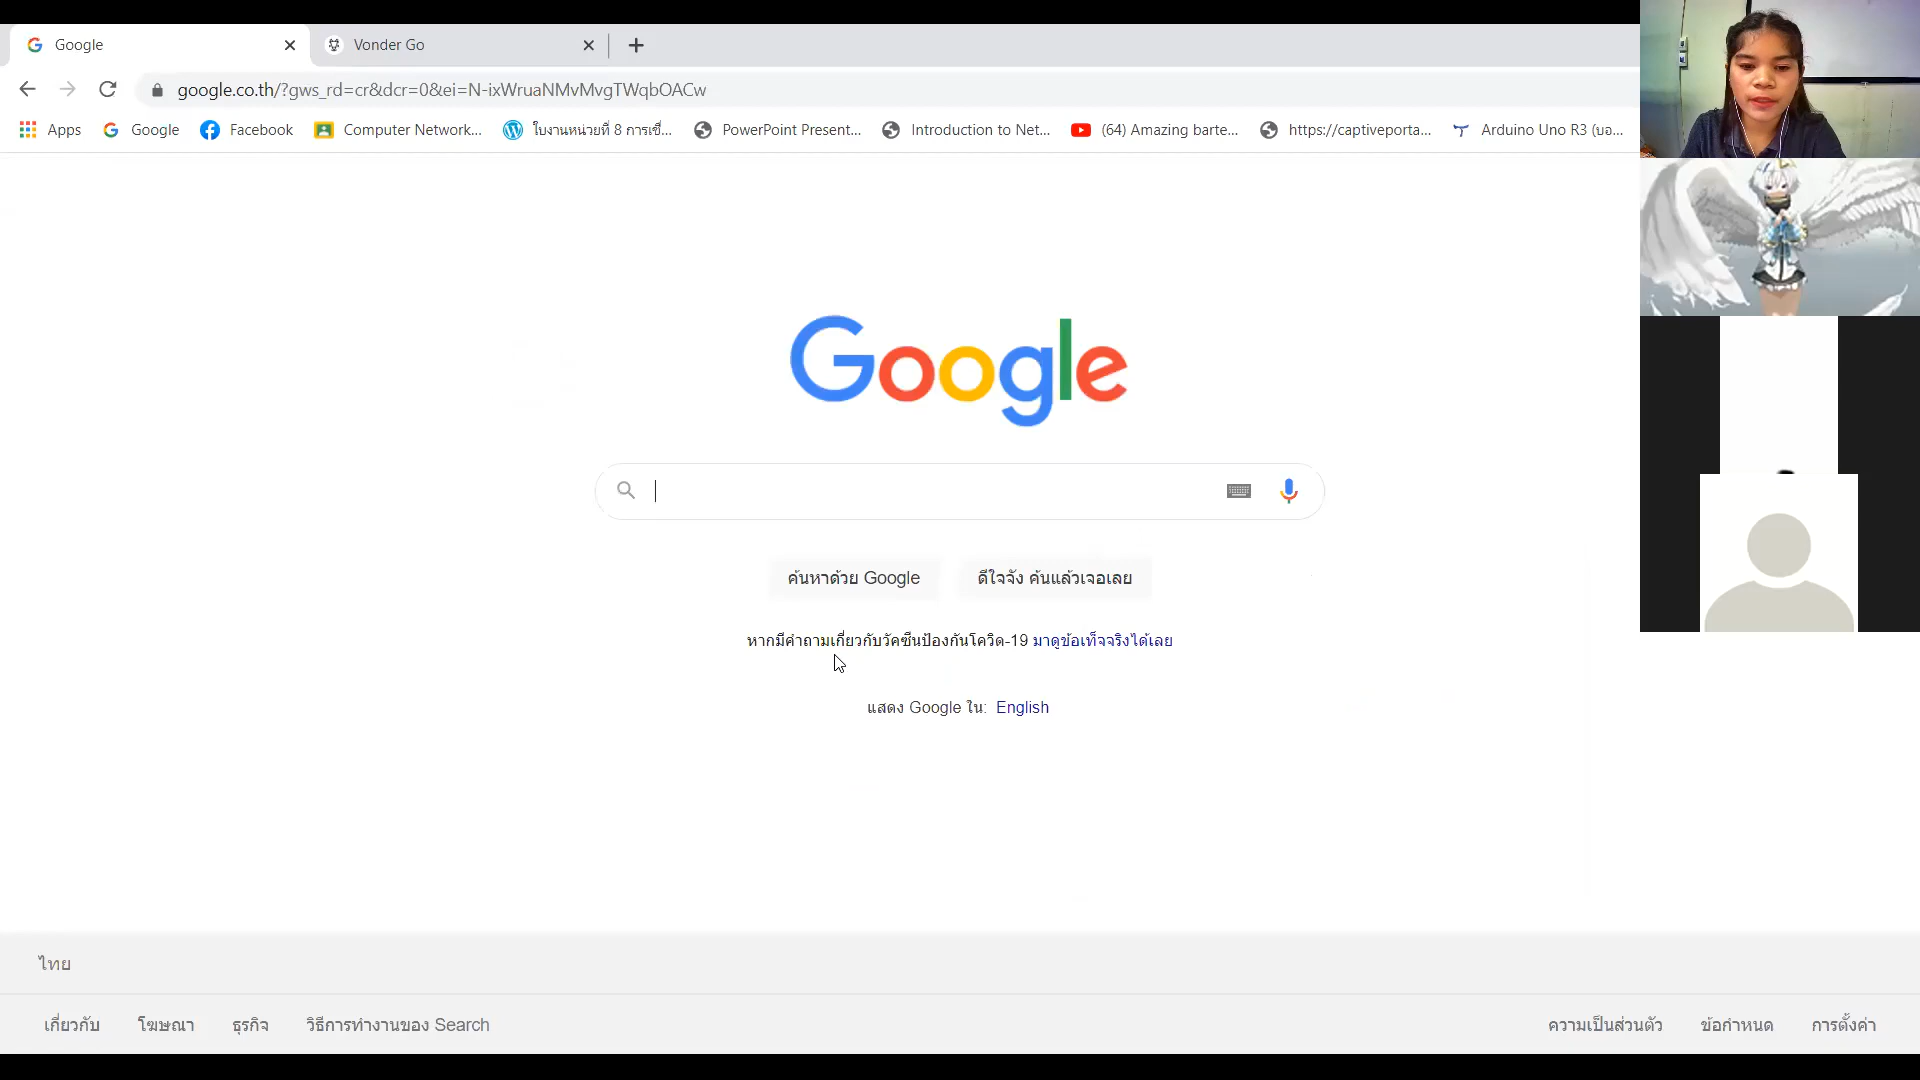 Google
Vonder Go
google.co.th/?gws_rd=cr&dcr=0&ei=N-ixWruaNMvMvgTWqbOACw
Apps
Google
Facebook
Computer Network...
ใบงานหน่วยที่ 8 การเชื่...
PowerPoint Present...
Introduction to Net...
(64) Amazing barte...
https://captiveporta...
Arduino Uno R3 (บอ...
Google
ค้นหาด้วย Google
ดีใจจัง ค้นแล้วเจอเลย
หากมีคำถามเกี่ยวกับวัคซีนป้องกันโควิด-19 มาดูข้อเท็จจริงได้เลย
แสดง Google ใน: English
ไทย
เกี่ยวกับ
โฆษณา
ธุรกิจ
วิธีการทำงานของ Search
ความเป็นส่วนตัว
ข้อกำหนด
การตั้งค่า